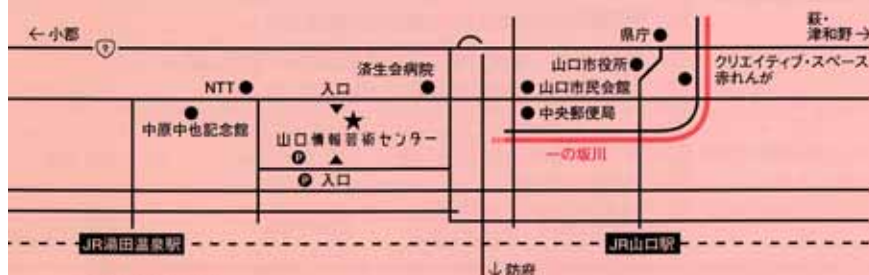 ←小郡
9
県庁
萩・
津和野→
済生会病院
山口市役所
クリエイティブ・スペース
赤れんが
NTT
入口
山口市民会館
中央郵便局
中原中也記念館
山口情報芸術センター
P
P 入口
一の坂川
JR湯田温泉駅
JR山口駅
↓防府